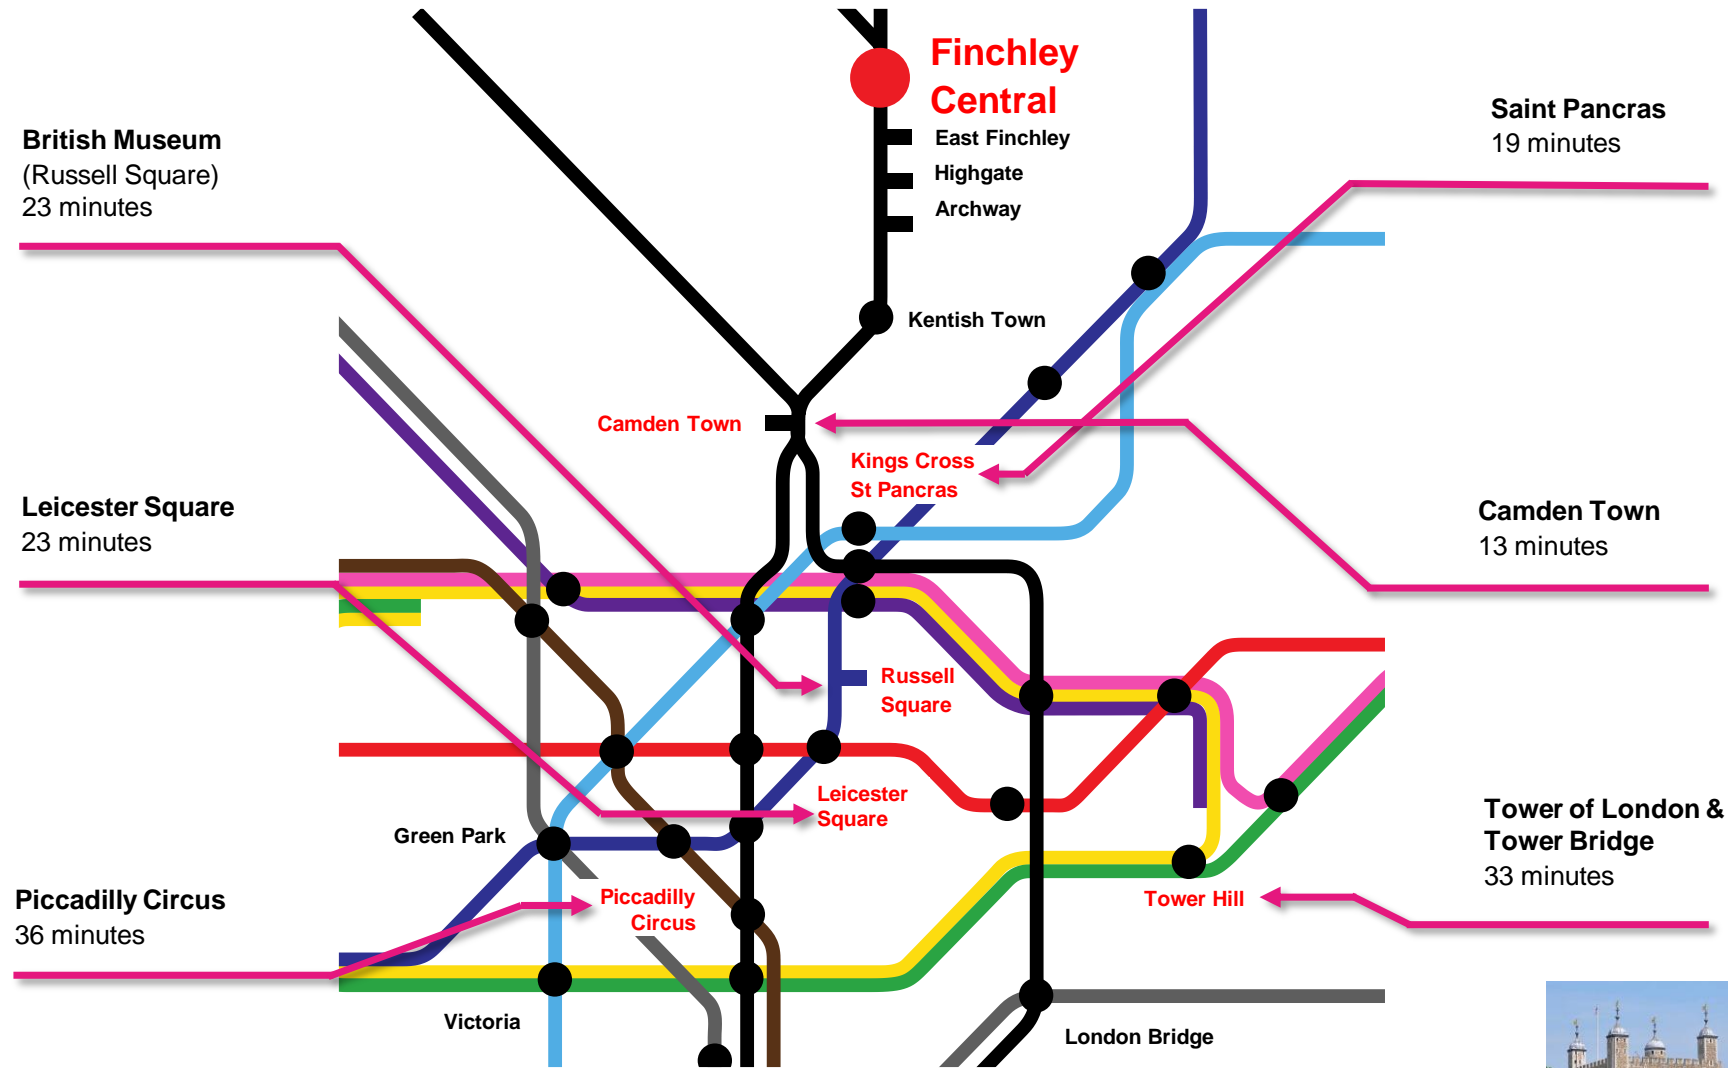 Finchley
Central
East Finchley
Highgate
Archway
Saint Pancras
19 minutes
British Museum
(Russell Square)
23 minutes
Kentish Town
Camden Town
Kings Cross
St Pancras
Leicester Square
23 minutes
Camden Town
13 minutes
Russell
Square
Leicester
Square
Green Park
Tower of London &
Tower Bridge
33 minutes
Piccadilly Circus
36 minutes
Piccadilly
Circus
Tower Hill
Victoria
London Bridge